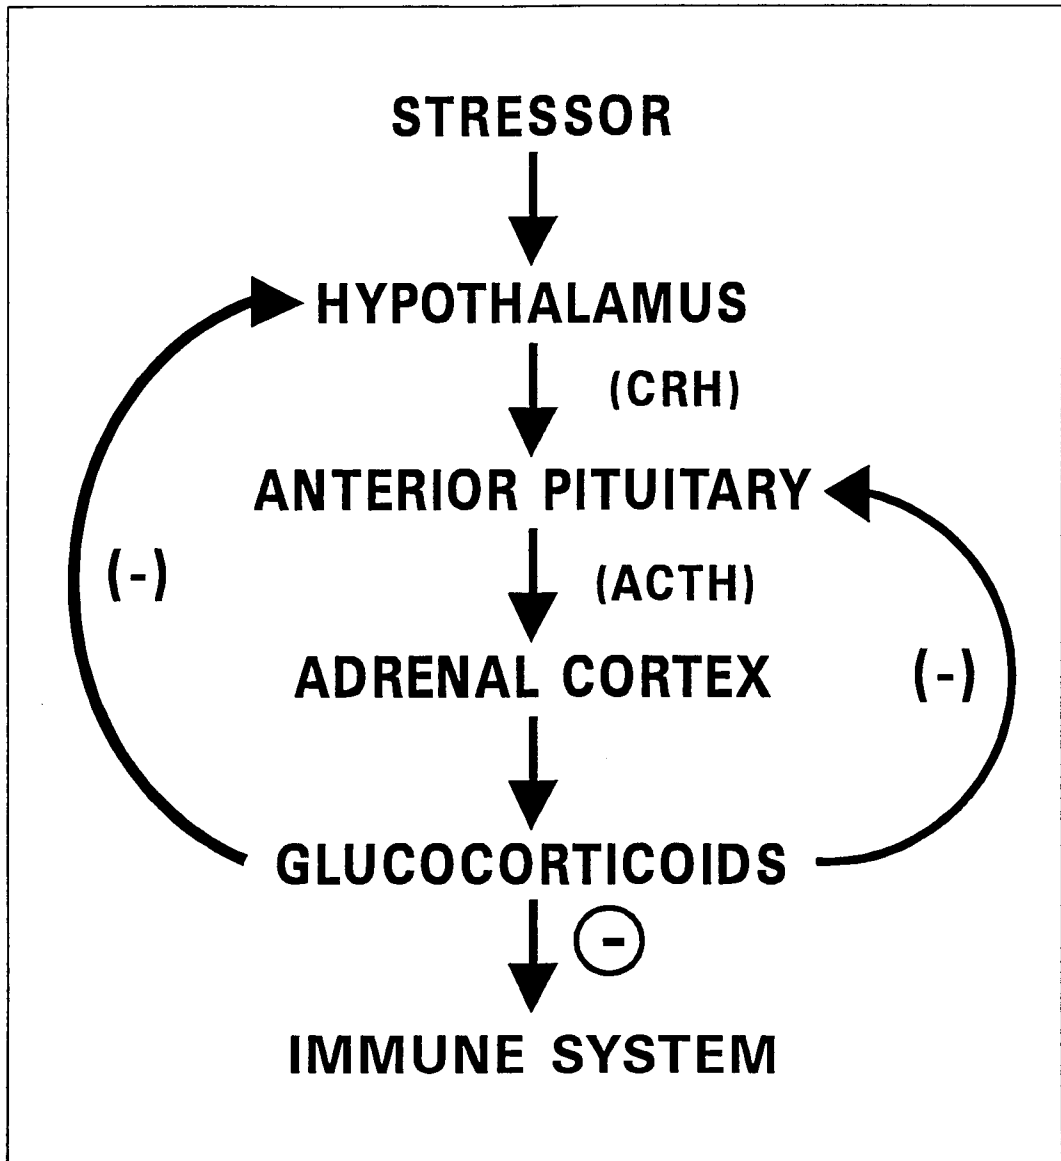 STRESSOR
HYPOTHALAMUS
(CRH)
ANTERIOR PITUITARY
(-)
(ACTH)
ADRENAL CORTEX
(-)
GLUCOCORTICOIDS
-
IMMUNE SYSTEM